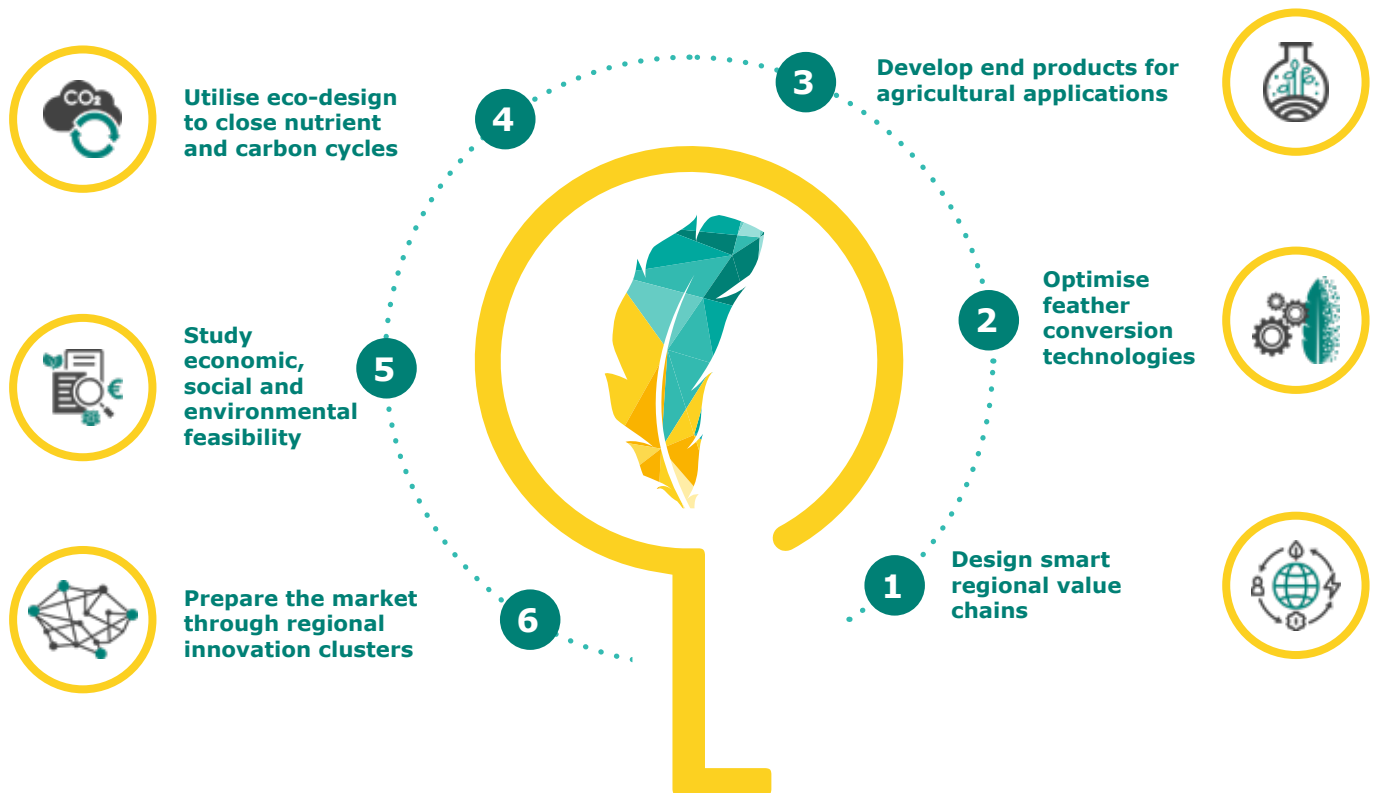 CO₂
Utilise eco-design
to close nutrient
and carbon cycles
4
3
Develop end products for
agricultural applications
Optimise
feather
conversion
technologies
2
Study
economic,
social and
environmental
feasibility
5
€
1
Design smart
regional value
chains
Prepare the market
through regional
innovation clusters
6